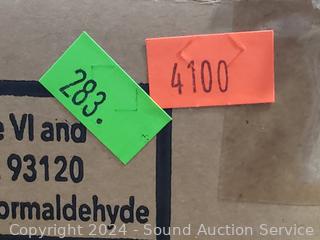 283.
4100
e VI and
93120
ormaldehyde
Copyright 2024 - Sound Auction Service